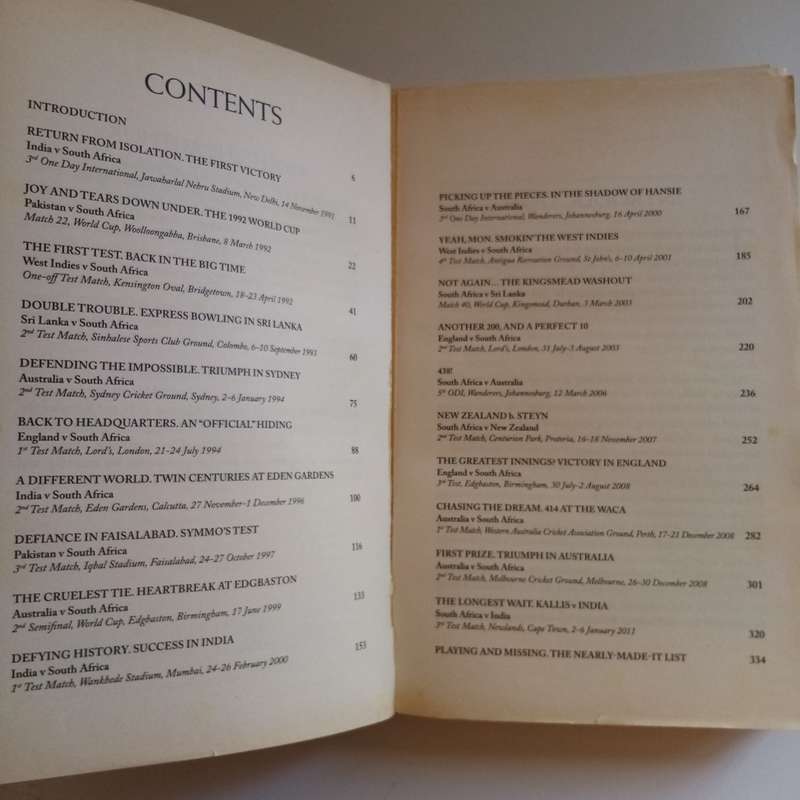 CONTENTS
INTRODUCTION
6
RETURN FROM ISOLATION. THE FIRST VICTORY
India v South Africa
3rd One Day International, Jawaharlal Nehru Stadium, New Delhi, 14 November 1991
11
JOY AND TEARS DOWN UNDER. THE 1992 WORLD CUP
Pakistan v South Africa
Match 22, World Cup, Woolloongabba, Brisbane, 8 March 1992
22
THE FIRST TEST. BACK IN THE BIG TIME
West Indies v South Africa
One-off Test Match, Kensington Oval, Bridgetown, 18-23 April 1992
41
DOUBLE TROUBLE. EXPRESS BOWLING IN SRI LANKA
Sri Lanka v South Africa
2nd Test Match, Sinhalese Sports Club Ground, Colombo, 6-10 September 1993
60
DEFENDING THE IMPOSSIBLE. TRIUMPH IN SYDNEY
Australia v South Africa
2nd Test Match, Sydney Cricket Ground, Sydney, 2-6 January 1994
75
BACK TO HEADQUARTERS. AN "OFFICIAL" HIDING
England v South Africa
1st Test Match, Lord's, London, 21-24 July 1994
88
A DIFFERENT WORLD. TWIN CENTURIES AT EDEN GARDENS
India v South Africa
2nd Test Match, Eden Gardens, Calcutta, 27 November-1 December 1996
100
DEFIANCE IN FAISALABAD. SYMMO'S TEST
Pakistan v South Africa
3rd Test Match, Iqbal Stadium, Faisalabad, 24-27 October 1997
116
THE CRUELEST TIE. HEARTBREAK AT EDGBASTON
Australia v South Africa
2nd Semifinal, World Cup, Edgbaston, Birmingham, 17 June 1999
133
DEFYING HISTORY. SUCCESS IN INDIA
India v South Africa
1st Test Match, Wankhede Stadium, Mumbai, 24-26 February 2000
153
PICKING UP THE PIECES. IN THE SHADOW OF HANSIE
South Africa v Australia
3rd One Day International, Wanderers, Johannesburg, 16 April 2000
167
YEAH, MON. SMOKIN' THE WEST INDIES
West Indies v South Africa
4th Test Match, Antigua Recreation Ground, St John's, 6-10 April 2001
185
NOT AGAIN... THE KINGSMEAD WASHOUT
South Africa v Sri Lanka
Match 40, World Cup, Kingsmead, Durban, 3 March 2003
202
ANOTHER 200, AND A PERFECT 10
England v South Africa
2nd Test Match, Lord's, London, 31 July-3 August 2003
220
438!
South Africa v Australia
5th ODI, Wanderers, Johannesburg, 12 March 2006
236
NEW ZEALAND b. STEYN
South Africa v New Zealand
2nd Test Match, Centurion Park, Pretoria, 16-18 November 2007
252
THE GREATEST INNINGS? VICTORY IN ENGLAND
England v South Africa
3rd Test, Edgbaston, Birmingham, 30 July-2 August 2008
264
CHASING THE DREAM. 414 AT THE WACA
Australia v South Africa
1st Test Match, Western Australia Cricket Association Ground, Perth, 17-21 December 2008
282
FIRST PRIZE. TRIUMPH IN AUSTRALIA
Australia v South Africa
2nd Test Match, Melbourne Cricket Ground, Melbourne, 26-30 December 2008
301
THE LONGEST WAIT. KALLIS v INDIA
South Africa v India
3rd Test Match, Newlands, Cape Town, 2-6 January 2011
320
PLAYING AND MISSING. THE NEARLY-MADE-IT LIST
334